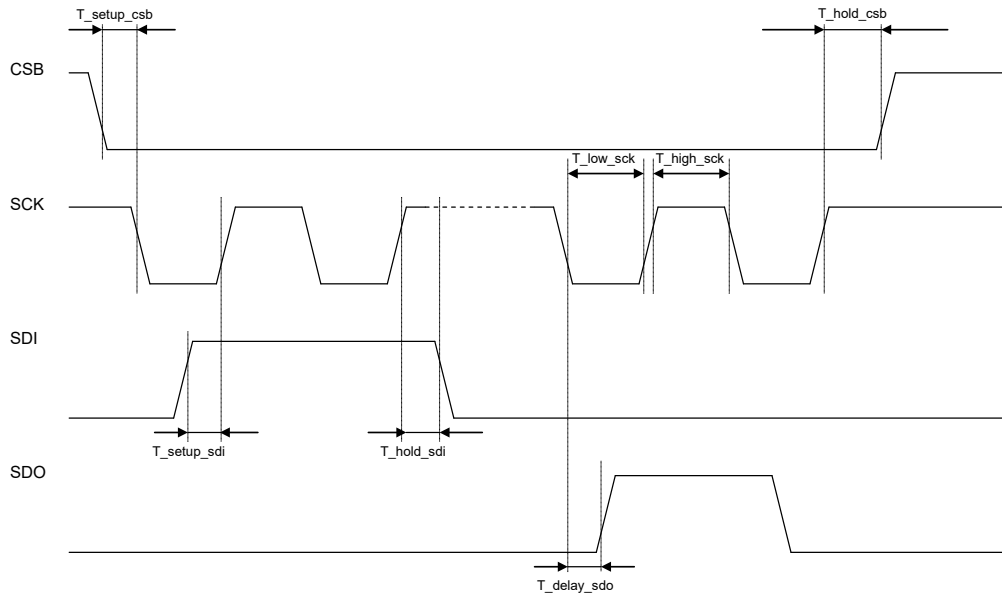 T_setup_csb
T_hold_csb
CSB
T_low_sck
T_high_sck
SCK
SDI
T_setup_sdi
T_hold_sdi
SDO
T_delay_sdo